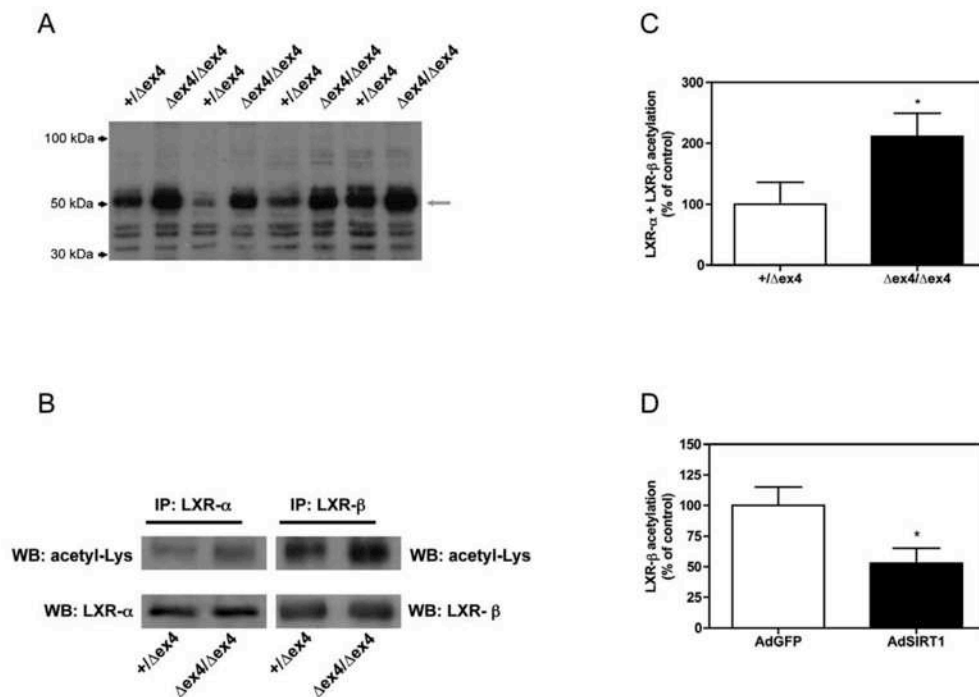 A
+/Δex4
Δex4/Δex4
+/Δex4
Δex4/Δex4
+/Δex4
Δex4/Δex4
+/Δex4
Δex4/Δex4
100 kDa
50 kDa
30 kDa
B
IP: LXR-α
IP: LXR-β
WB: acetyl-Lys
WB: acetyl-Lys
WB: LXR-α
WB: LXR- β
+/Δex4
Δex4/Δex4
+/Δex4
Δex4/Δex4
C
LXR-α + LXR-β acetylation
(% of control)
300
200
100
0
*
+/Δex4
Δex4/Δex4
D
LXR-β acetylation
(% of control)
150
125
100
75
50
25
0
*
AdGFP
AdSIRT1